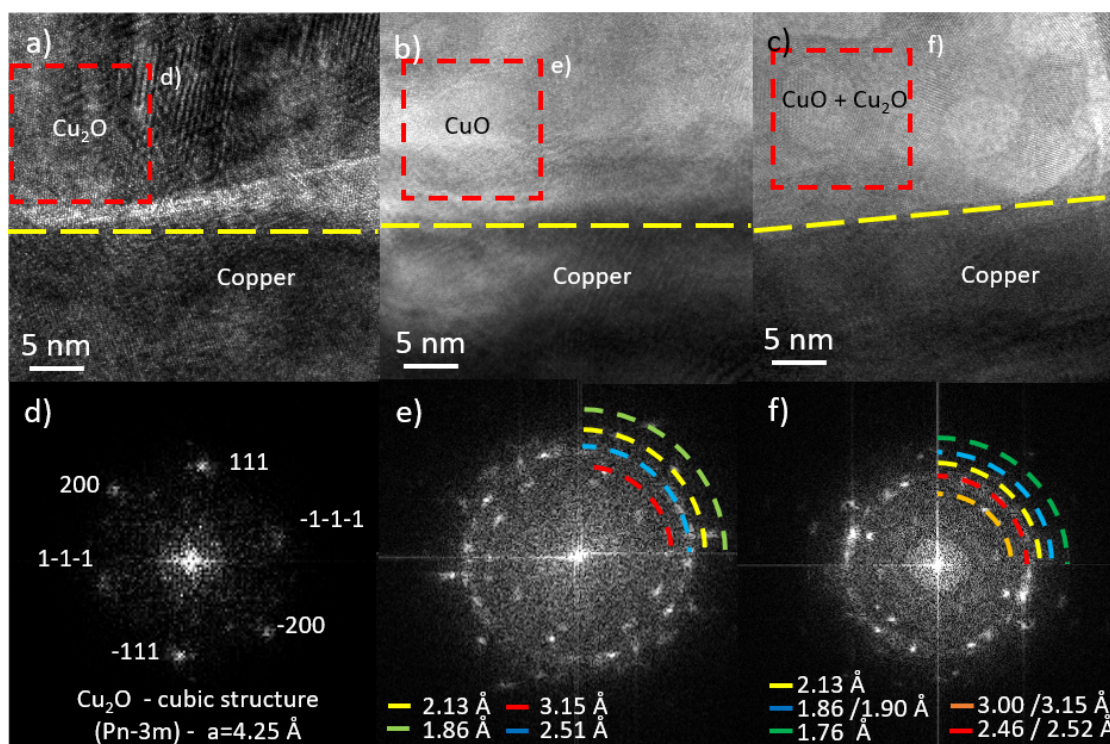 a)
d)
Cu₂O
Copper
5 nm
b)
e)
CuO
Copper
5 nm
c)
f)
CuO + Cu₂O
Copper
5 nm
d)
111
200
-1-1-1
1-1-1
-200
-111
Cu₂O - cubic structure
(Pn-3m) - a=4.25 Å
e)
2.13 Å 3.15 Å
1.86 Å 2.51 Å
f)
2.13 Å
1.86 /1.90 Å 3.00 /3.15 Å
1.76 Å 2.46 / 2.52 Å